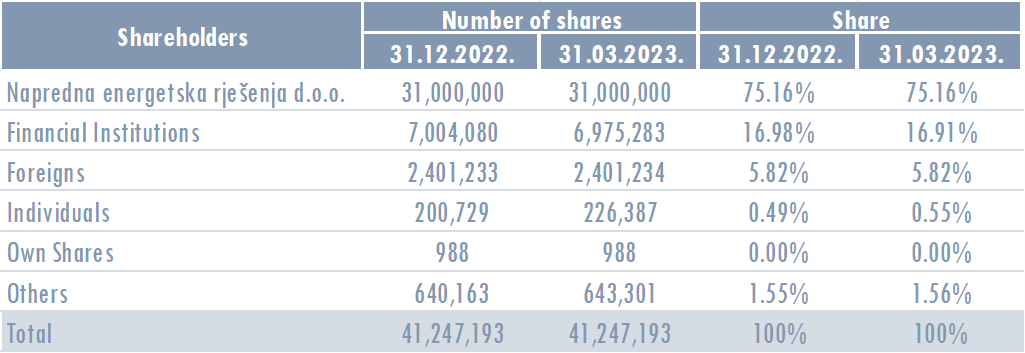 Shareholders Number of shares Share
31.12.2022. 31.03.2023. 31.12.2022. 31.03.2023.
Napredna energetska rješenja d.o.o. 31,000,000 31,000,000 75.16% 75.16%
Financial Institutions 7,004,080 6,975,283 16.98% 16.91%
Foreigns 2,401,233 2,401,234 5.82% 5.82%
Individuals 200,729 226,387 0.49% 0.55%
Own Shares 988 988 0.00% 0.00%
Others 640,163 643,301 1.55% 1.56%
Total 41,247,193 41,247,193 100% 100%